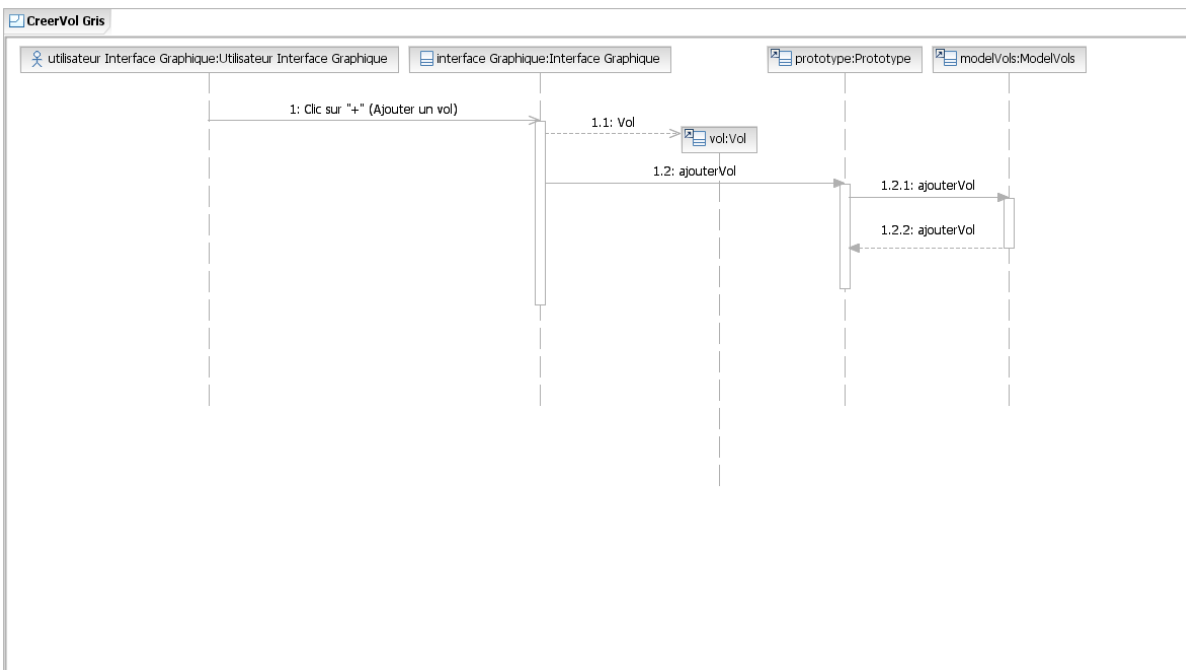 CreerVol Gris
utilisateur Interface Graphique:Utilisateur Interface Graphique
interface Graphique:Interface Graphique
prototype:Prototype
modelVols:ModelVols
1: Clic sur "+" (Ajouter un vol)
1.1: Vol
vol:Vol
1.2: ajouterVol
1.2.1: ajouterVol
1.2.2: ajouterVol